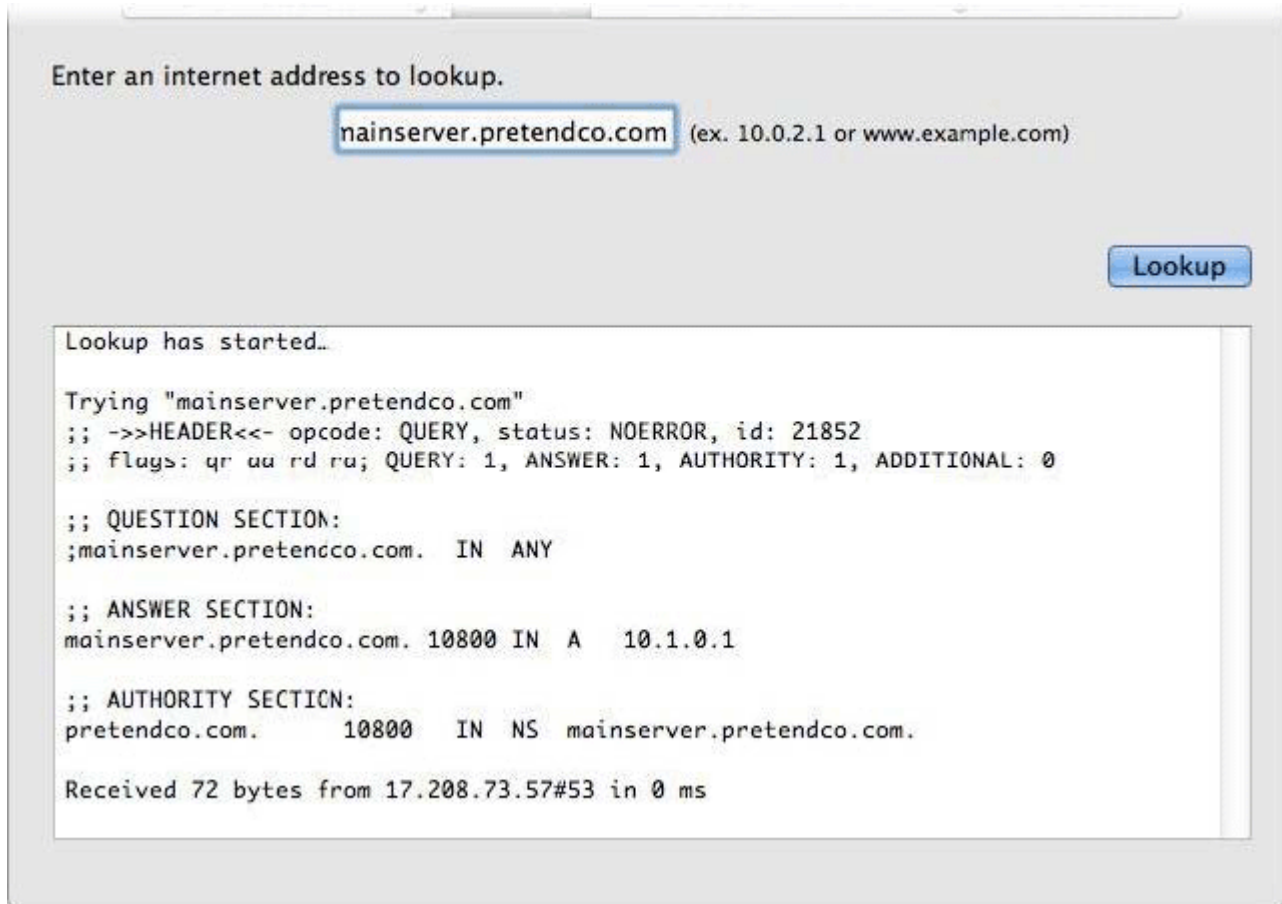 Enter an internet address to lookup.
mainserver.pretendco.com (ex. 10.0.2.1 or www.example.com)
Lookup
Lookup has started…
Trying "mainserver.pretendco.com"
;; ->>HEADER<<- opcode: QUERY, status: NOERROR, id: 21852
;; flags: qr aa rd ra; QUERY: 1, ANSWER: 1, AUTHORITY: 1, ADDITIONAL: 0
;; QUESTION SECTION:
;mainserver.pretendco.com. IN ANY
;; ANSWER SECTION:
mainserver.pretendco.com. 10800 IN A 10.1.0.1
;; AUTHORITY SECTION:
pretendco.com. 10800 IN NS mainserver.pretendco.com.
Received 72 bytes from 17.208.73.57#53 in 0 ms